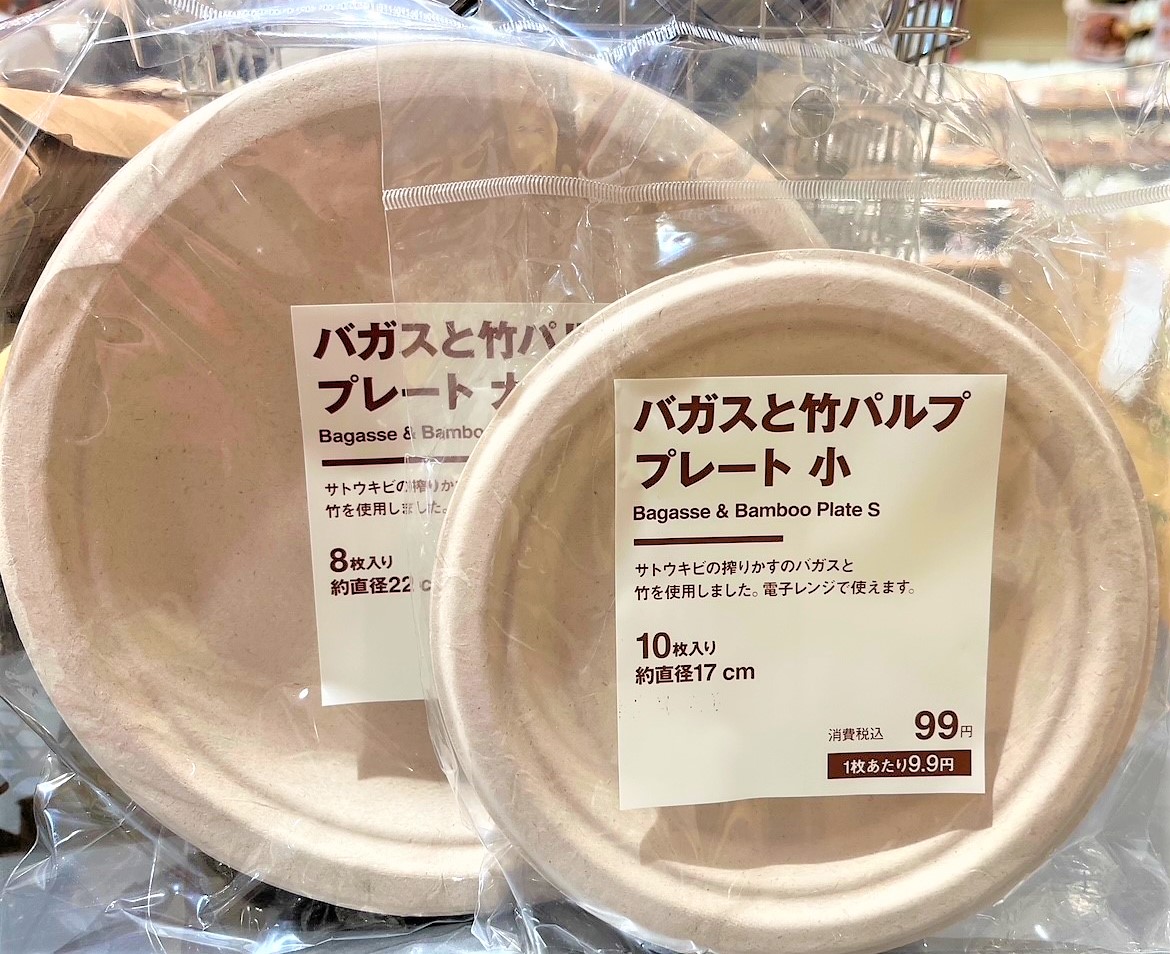 バガスと竹パル
プレート 大
Bagasse & Bamboo
サトウキビの搾りか
竹を使用しました。
8枚入り
約直径22 c
バガスと竹パルプ
プレート 小
Bagasse & Bamboo Plate S
サトウキビの搾りかすのバガスと
竹を使用しました。電子レンジで使えます。
10枚入り
約直径17 cm
消費税込 99円
1枚あたり9.9円